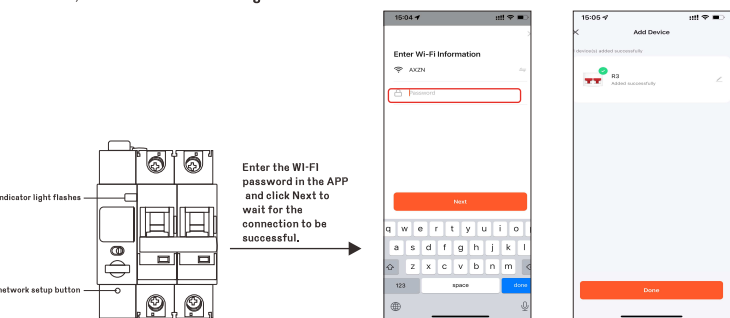 ndicator light flashes
network setup button
Enter the WI-FI
password in the APP
and click Next to
wait for the
connection to be
successful.
15:04
Enter Wi-Fi Information
AXZN
Password
Next
q w e r t y u i o
a s d f g h j k l
z x c v b n m
123 space done
15:05
Add Device
device(s) added successfully
R3
Added successfully
Done